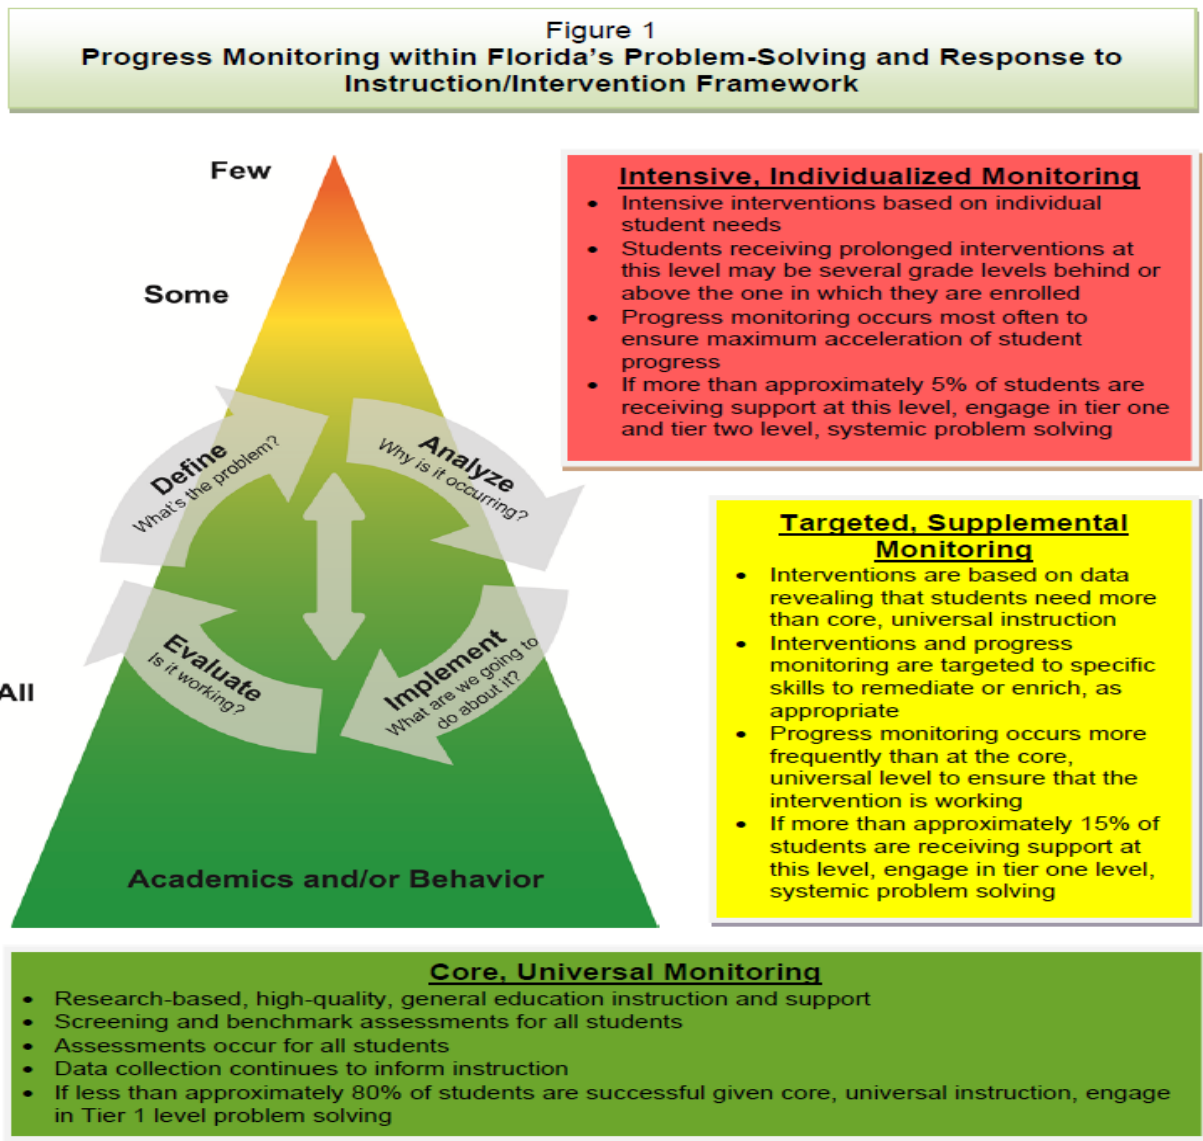 Figure 1
Progress Monitoring within Florida's Problem-Solving and Response to
Instruction/Intervention Framework
Few
Some
All
Define
What's the problem?
Analyze
Why is it occurring?
Implement
What are we going to
do about it?
Evaluate
Is it working?
Academics and/or Behavior
Intensive, Individualized Monitoring
• Intensive interventions based on individual
student needs
• Students receiving prolonged interventions at
this level may be several grade levels behind or
above the one in which they are enrolled
• Progress monitoring occurs most often to
ensure maximum acceleration of student
progress
• If more than approximately 5% of students are
receiving support at this level, engage in tier one
and tier two level, systemic problem solving
Targeted, Supplemental
Monitoring
• Interventions are based on data
revealing that students need more
than core, universal instruction
• Interventions and progress
monitoring are targeted to specific
skills to remediate or enrich, as
appropriate
• Progress monitoring occurs more
frequently than at the core,
universal level to ensure that the
intervention is working
• If more than approximately 15% of
students are receiving support at
this level, engage in tier one level,
systemic problem solving
Core, Universal Monitoring
• Research-based, high-quality, general education instruction and support
• Screening and benchmark assessments for all students
• Assessments occur for all students
• Data collection continues to inform instruction
• If less than approximately 80% of students are successful given core, universal instruction, engage
in Tier 1 level problem solving